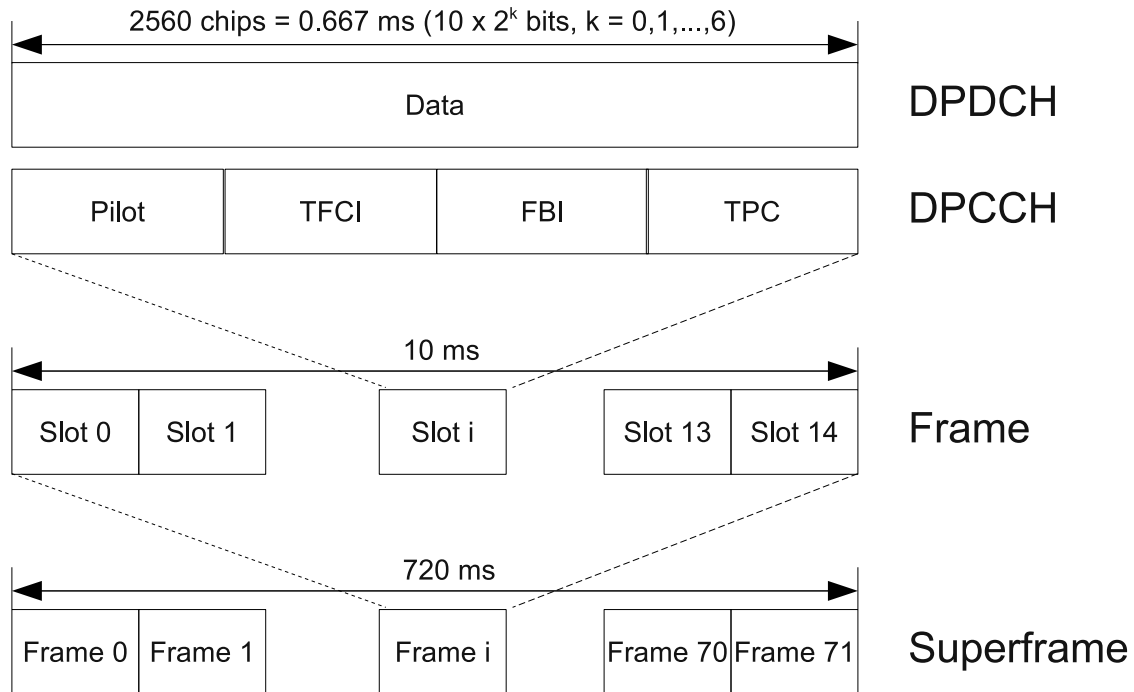 2560 chips = 0.667 ms (10 x 2^k bits, k = 0,1,...,6)
Data DPDCH
Pilot TFCI FBI TPC DPCCH
10 ms
Slot 0 Slot 1 Slot i Slot 13 Slot 14 Frame
720 ms
Frame 0 Frame 1 Frame i Frame 70 Frame 71 Superframe